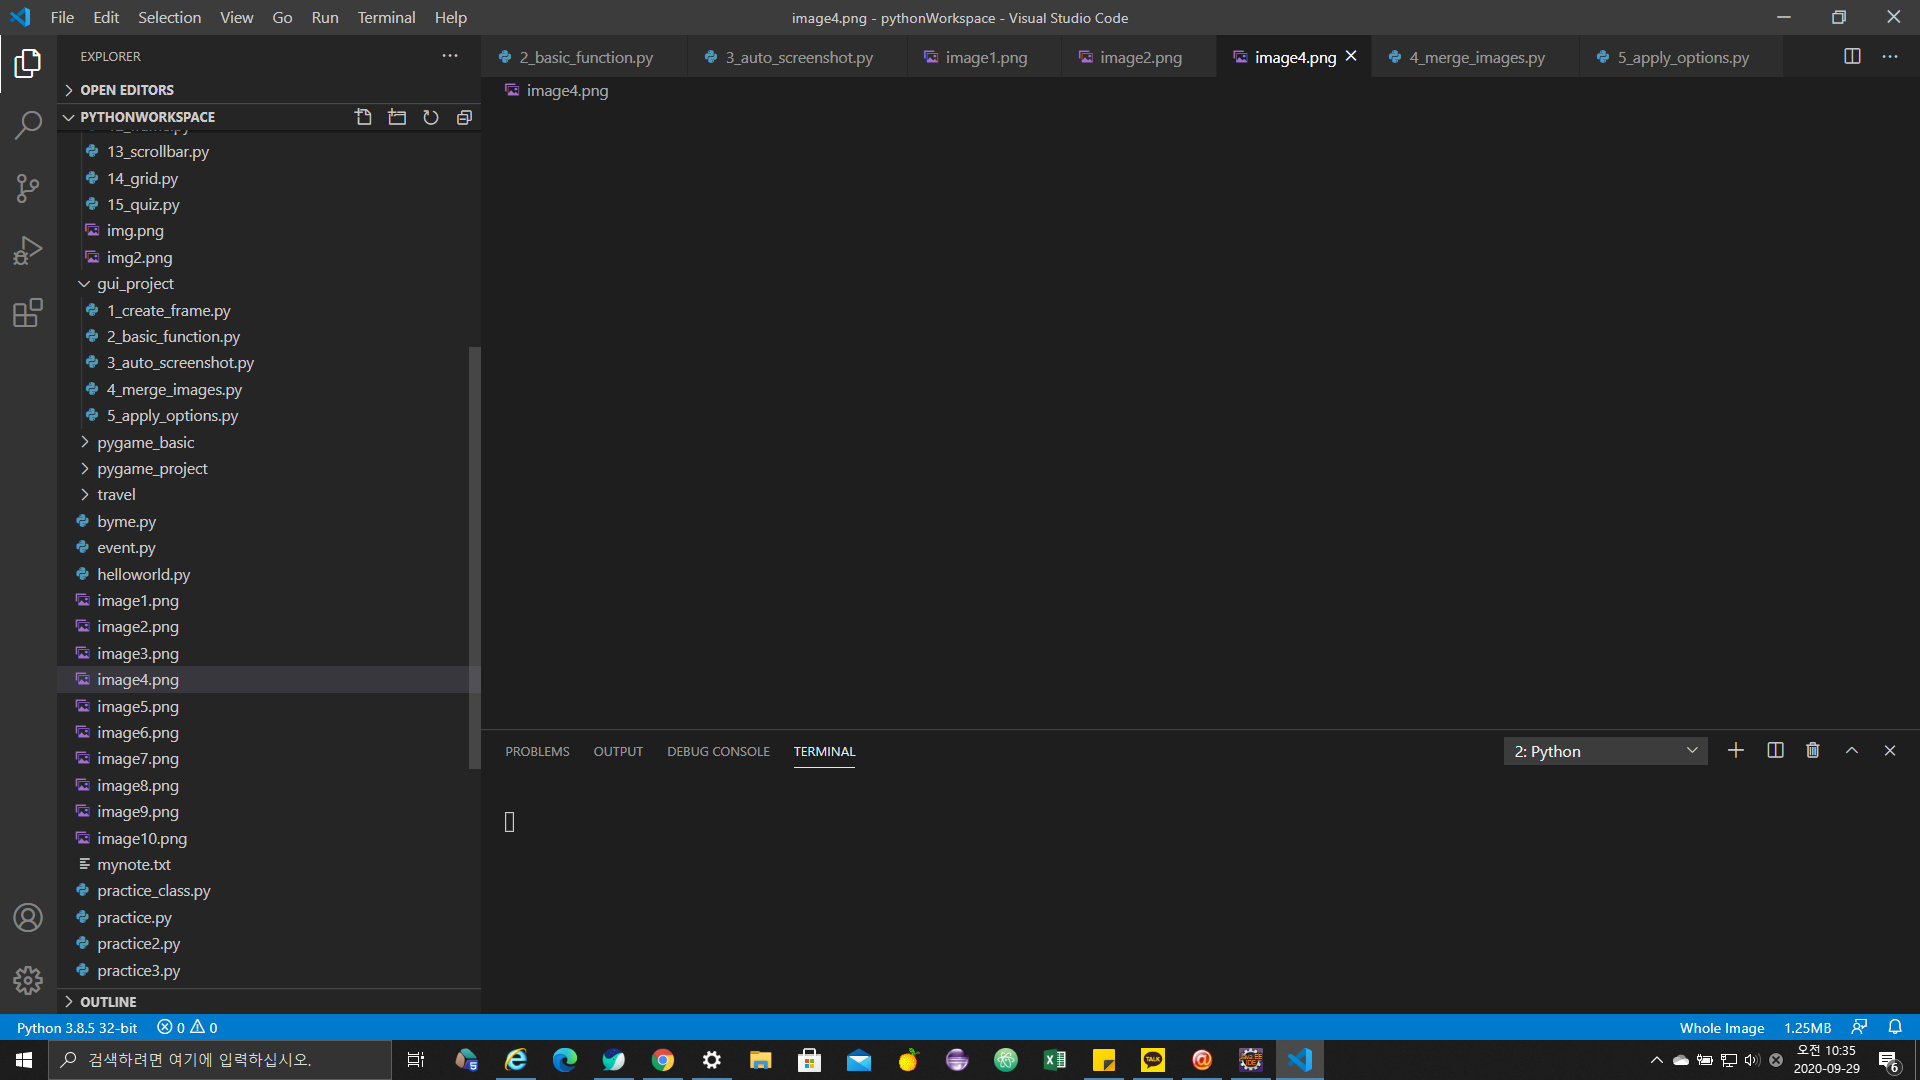 File Edit Selection View Go Run Terminal Help
image4.png - pythonWorkspace - Visual Studio Code
EXPLORER
OPEN EDITORS
PYTHONWORKSPACE
13_scrollbar.py
14_grid.py
15_quiz.py
img.png
img2.png
gui_project
1_create_frame.py
2_basic_function.py
3_auto_screenshot.py
4_merge_images.py
5_apply_options.py
pygame_basic
pygame_project
travel
byme.py
event.py
helloworld.py
image1.png
image2.png
image3.png
image4.png
image5.png
image6.png
image7.png
image8.png
image9.png
image10.png
mynote.txt
practice_class.py
practice.py
practice2.py
practice3.py
OUTLINE
2_basic_function.py 3_auto_screenshot.py image1.png image2.png image4.png 4_merge_images.py 5_apply_options.py
image4.png
PROBLEMS OUTPUT DEBUG CONSOLE TERMINAL
2: Python
Python 3.8.5 32-bit 0 0
Whole Image 1.25MB
검색하려면 여기에 입력하십시오.
TALK
오전 10:35
2020-09-29
6